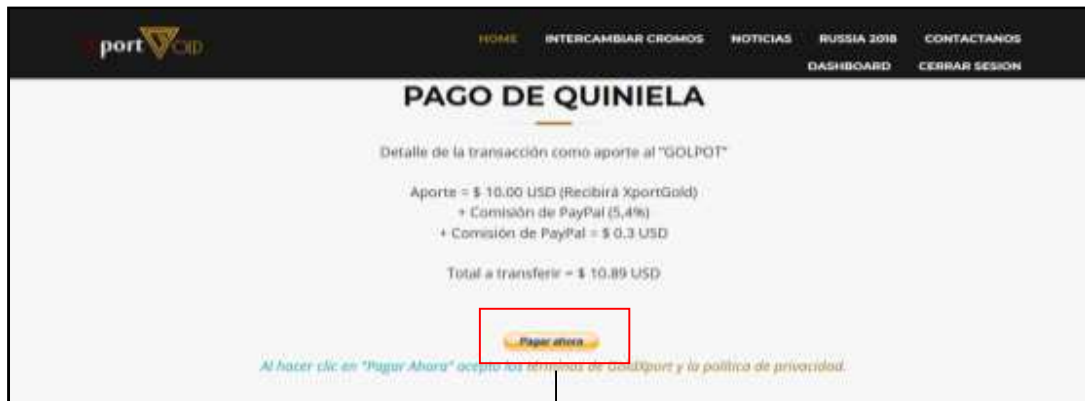 port
HOME INTERCAMBIAR CROMOS NOTICIAS RUSSIA 2018 CONTACTANOS
DASHBOARD CERRAR SESION
PAGO DE QUINIELA
Detalle de la transacción como aporte al "GOLPOT"
Aporte = $ 10.00 USD (Recibirá XportGold)
+ Comisión de PayPal (5,4%)
+ Comisión de PayPal = $ 0.3 USD
Total a transferir = $ 10.89 USD
Pagar ahora
Al hacer clic en "Pagar Ahora" acepto los términos de GoldXport y la política de privacidad.